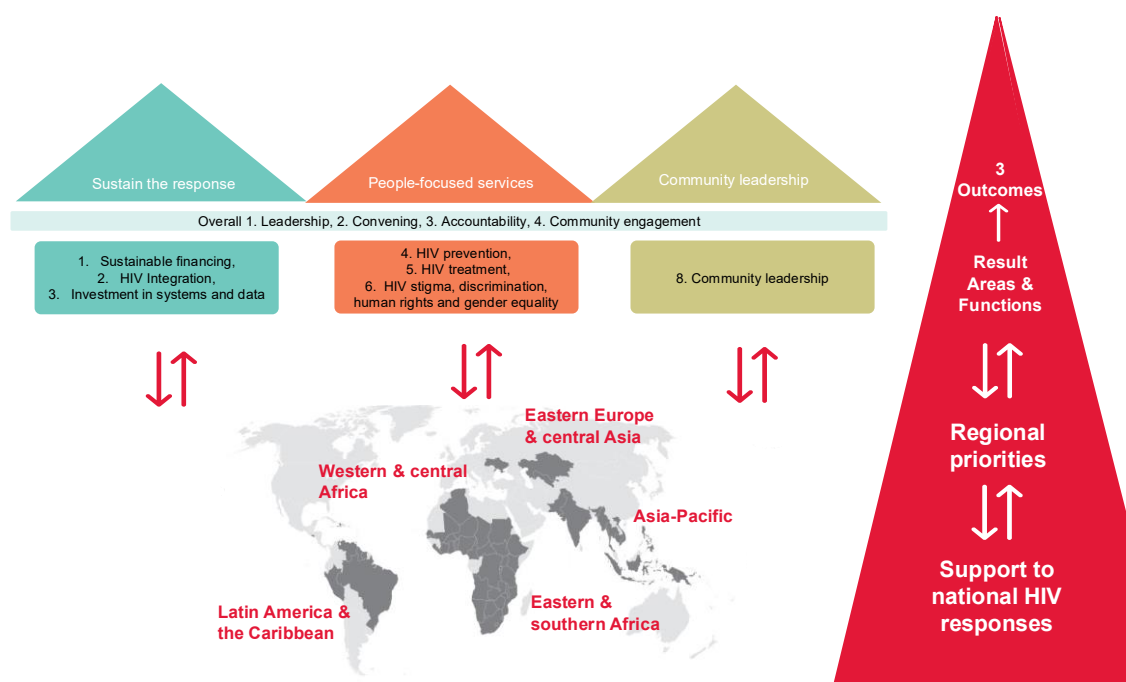 Sustain the response
People-focused services
Community leadership
Overall 1. Leadership, 2. Convening, 3. Accountability, 4. Community engagement
1. Sustainable financing,
2. HIV Integration,
3. Investment in systems and data
4. HIV prevention,
5. HIV treatment,
6. HIV stigma, discrimination,
human rights and gender equality
8. Community leadership
Eastern Europe
& central Asia
Western & central
Africa
Asia-Pacific
Latin America &
the Caribbean
Eastern &
southern Africa
3
Outcomes
Result
Areas &
Functions
Regional
priorities
Support to
national HIV
responses